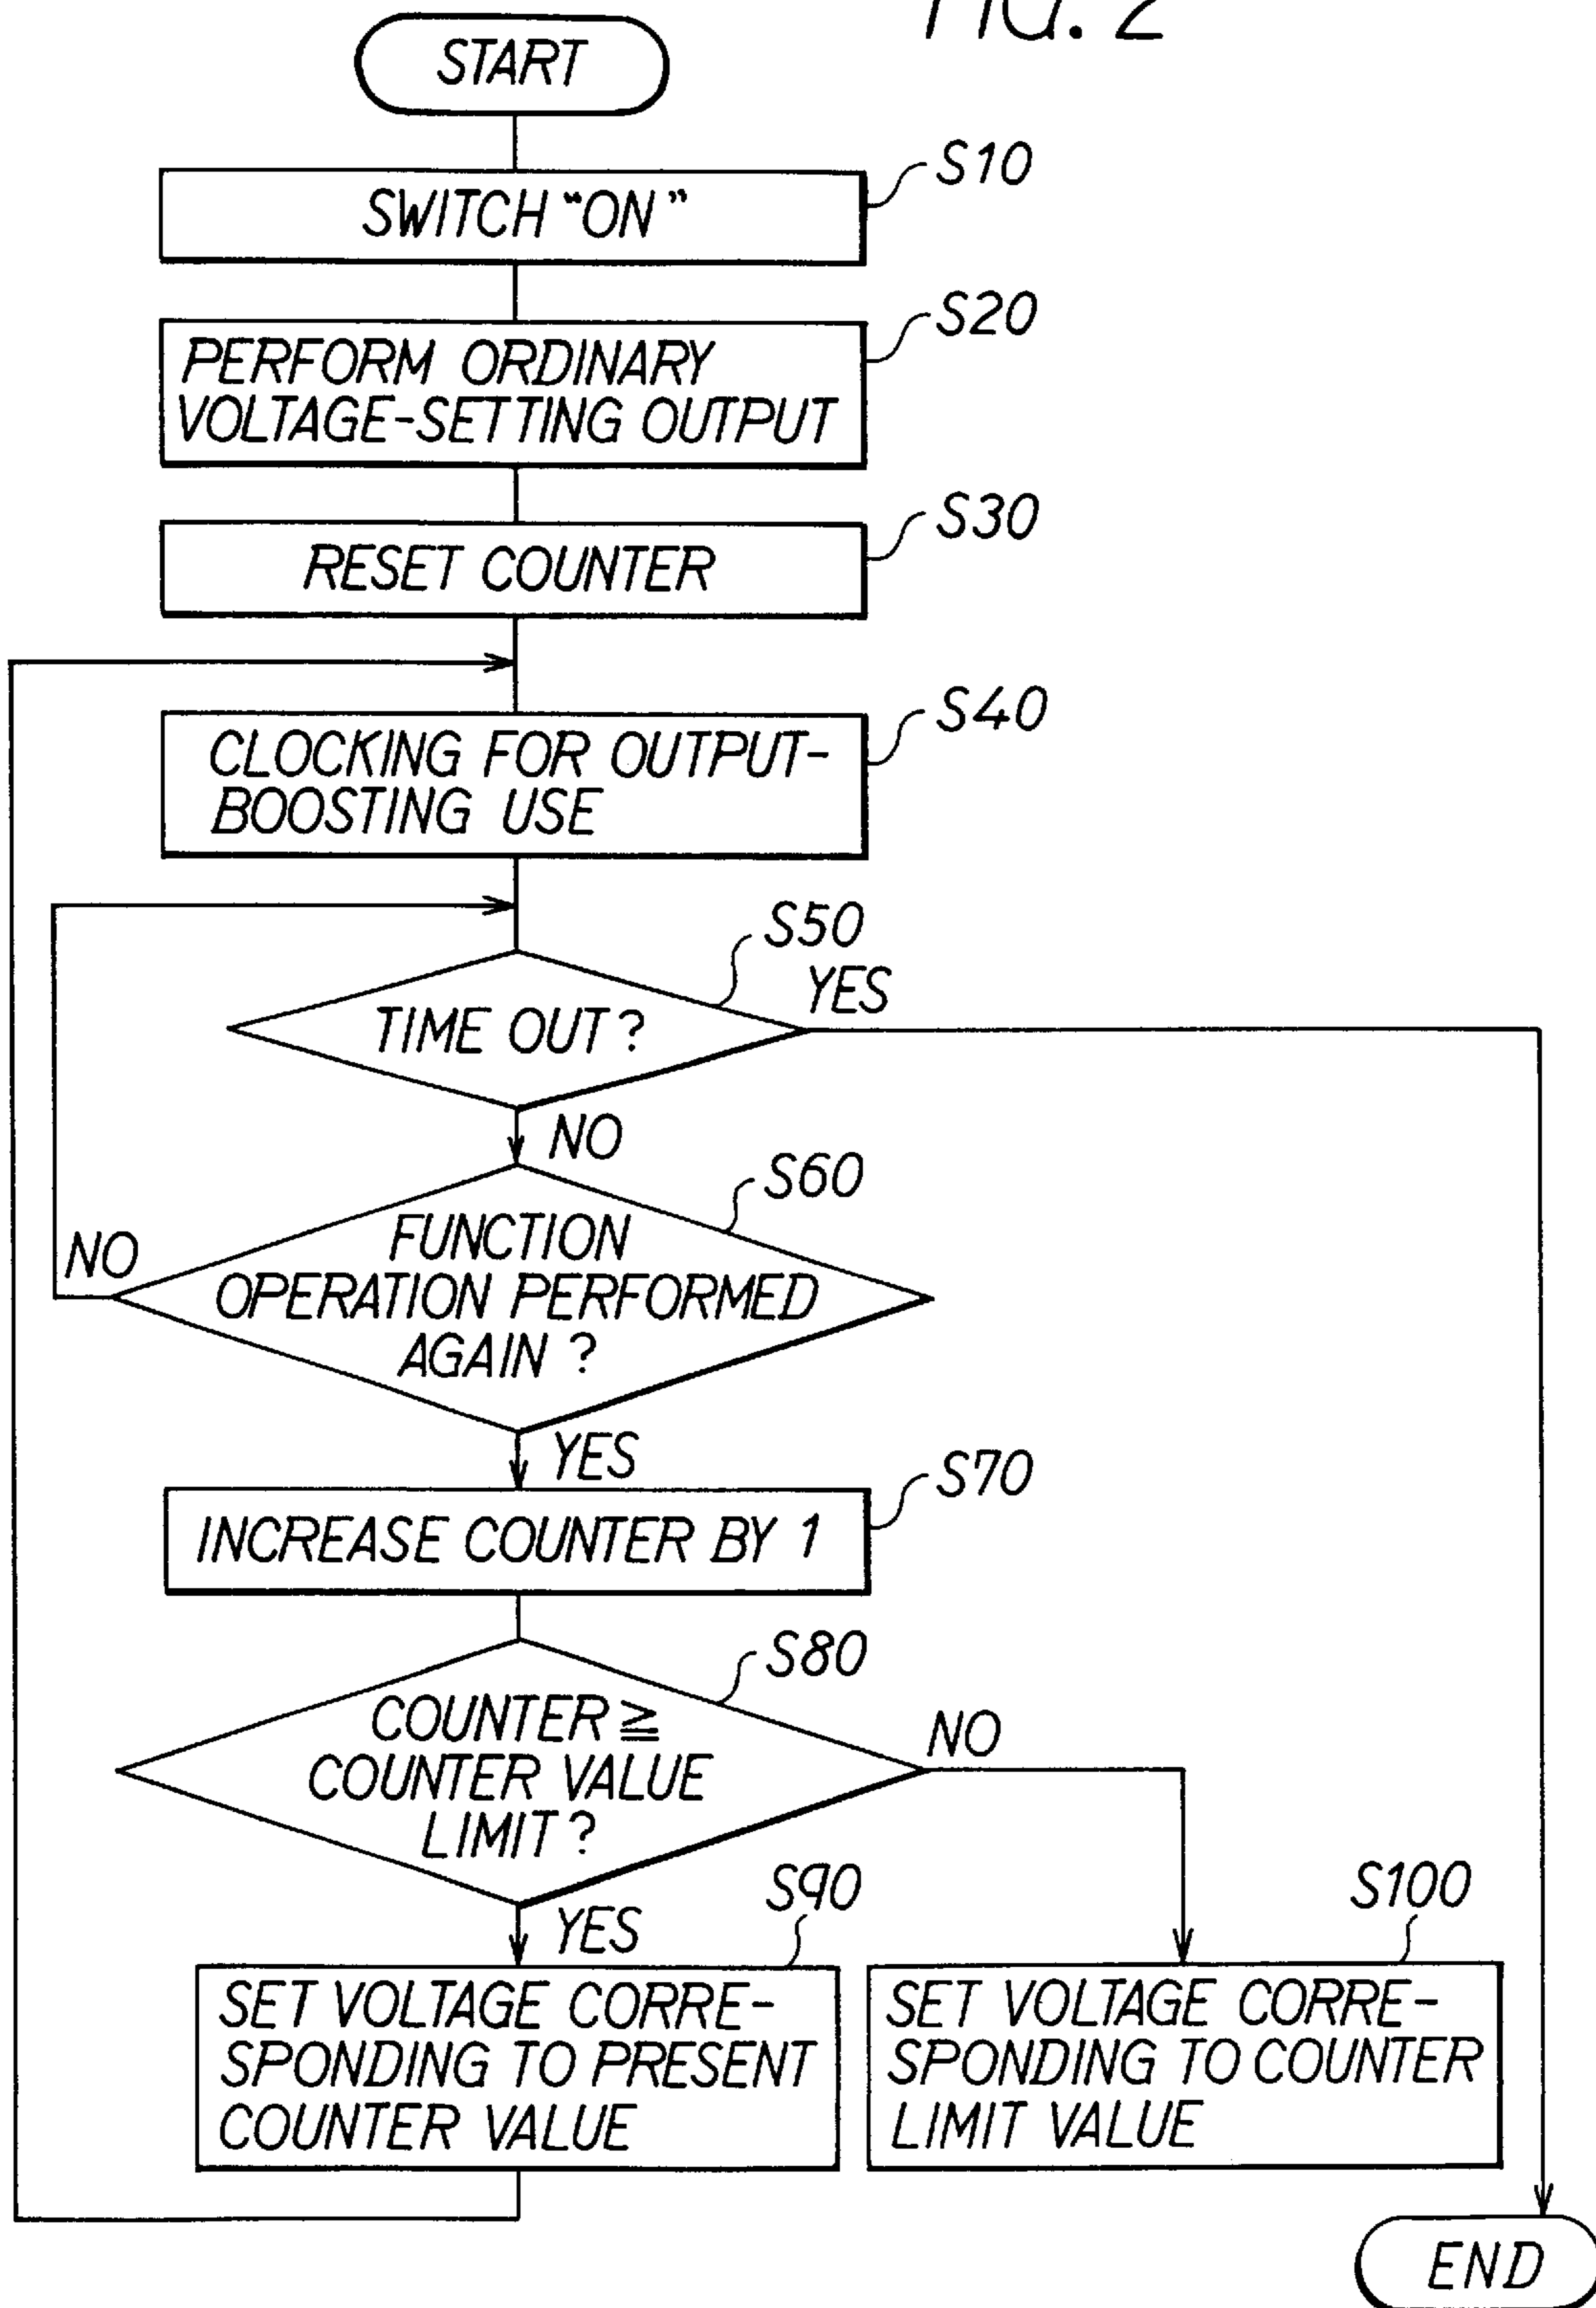 FIG. 2
START
S10
SWITCH "ON"
S20
PERFORM ORDINARY
VOLTAGE-SETTING OUTPUT
S30
RESET COUNTER
S40
CLOCKING FOR OUTPUT-
BOOSTING USE
S50
YES
TIME OUT?
NO
S60
NO
FUNCTION
OPERATION PERFORMED
AGAIN?
YES
S70
INCREASE COUNTER BY 1
S80
NO
COUNTER ≧
COUNTER VALUE
LIMIT?
YES
S90
SET VOLTAGE CORRE-
SPONDING TO PRESENT
COUNTER VALUE
S100
SET VOLTAGE CORRE-
SPONDING TO COUNTER
LIMIT VALUE
END